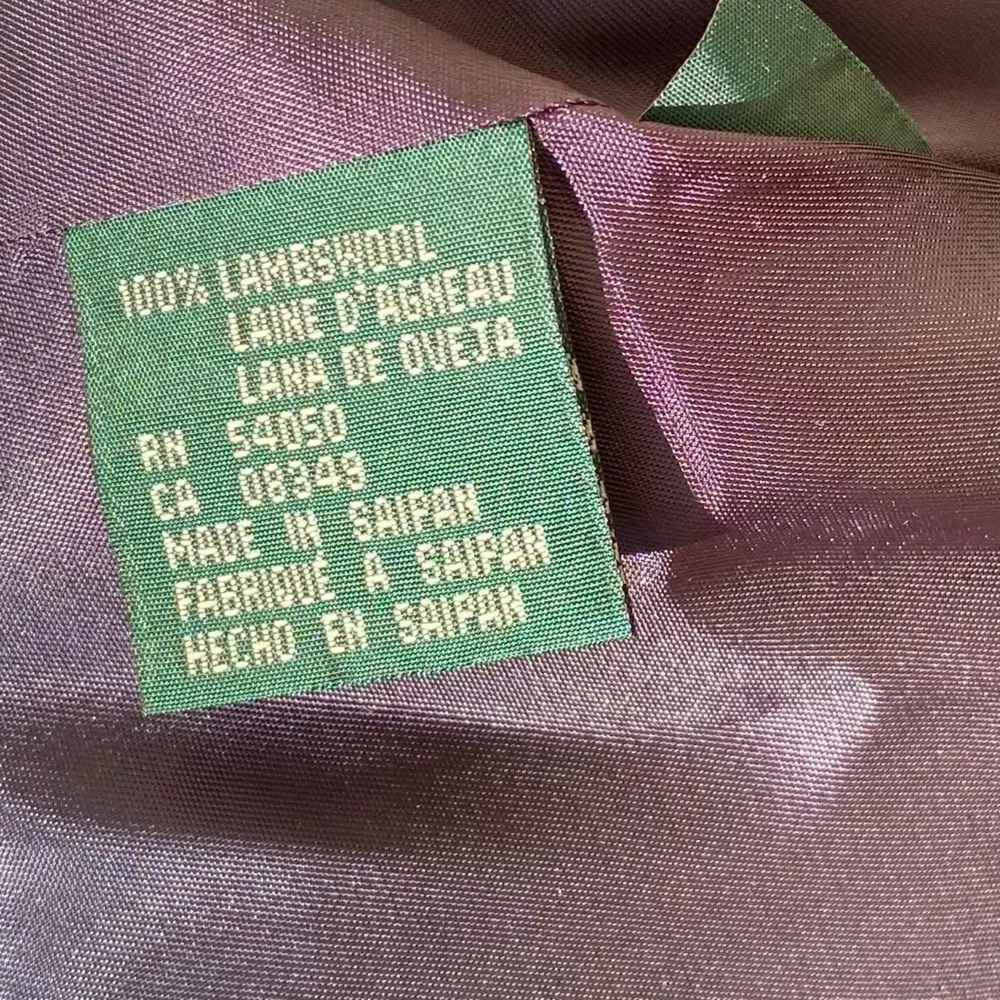 100% LAMBSWOOL
LAINE D'AGNEAU
LANA DE OVEJA
RN 54050
CA 08349
MADE IN SAIPAN
FABRIQUÉ A SAIPAN
HECHO EN SAIPAN